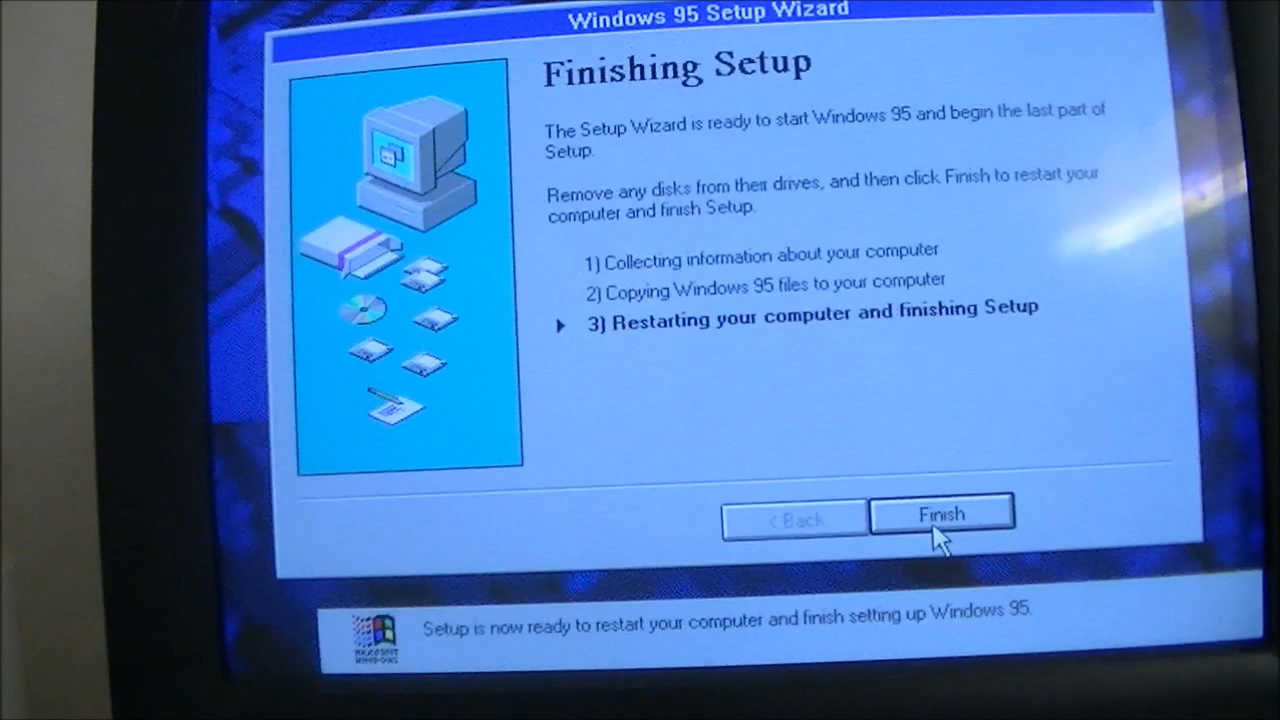 Windows 95 Setup Wizard
Finishing Setup
The Setup Wizard is ready to start Windows 95 and begin the last part of
Setup.
Remove any disks from their drives, and then click Finish to restart your
computer and finish Setup.
1) Collecting information about your computer
2) Copying Windows 95 files to your computer
3) Restarting your computer and finishing Setup
< Back
Finish
Setup is now ready to restart your computer and finish setting up Windows 95.
MICROSOFT
WINDOWS